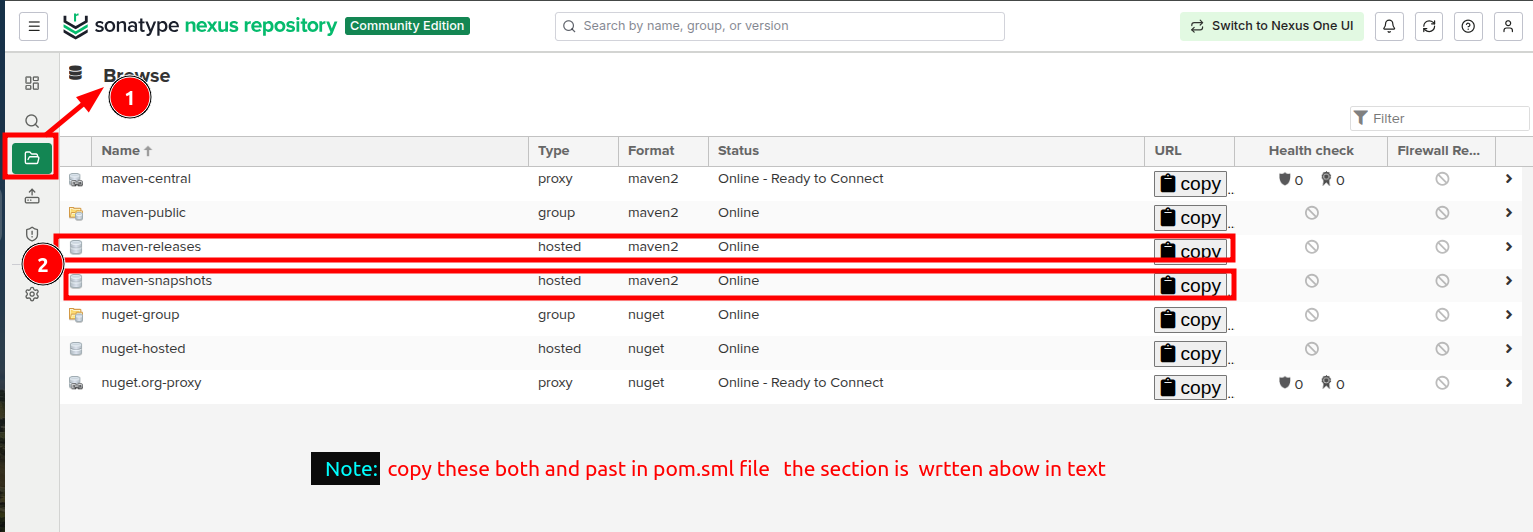 sonatype nexus repository Community Edition Search by name, group, or version Switch to Nexus One UI
Browse
1
Filter
Name Type Format Status URL Health check Firewall Re...
maven-central proxy maven2 Online - Ready to Connect copy .. 0 0
maven-public group maven2 Online copy ..
maven-releases hosted maven2 Online copy
2
maven-snapshots hosted maven2 Online copy ..
nuget-group group nuget Online copy ..
nuget-hosted hosted nuget Online copy ..
nuget.org-proxy proxy nuget Online - Ready to Connect copy .. 0 0
Note: copy these both and past in pom.sml file the section is wrtten abow in text